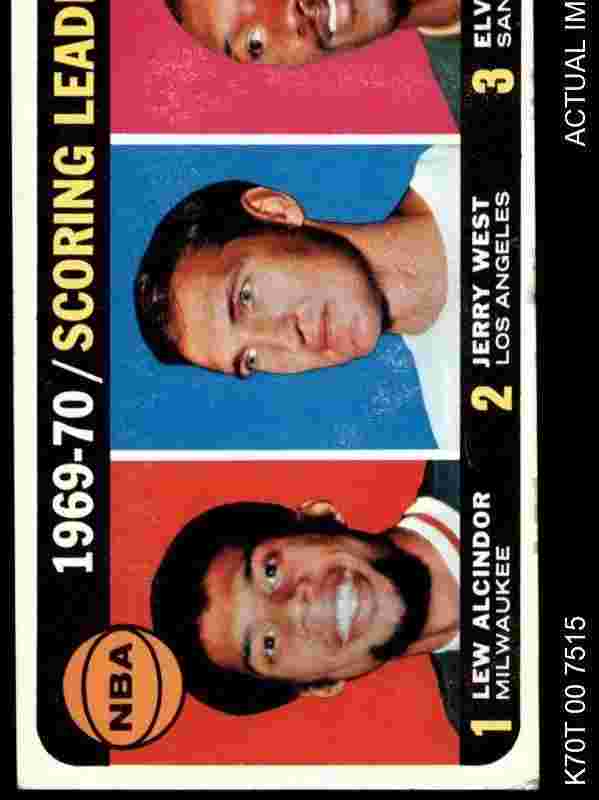 1969-70/SCORING LEAD
NBA
1 LEW ALCINDOR
MILWAUKEE
2 JERRY WEST
LOS ANGELES
3 ELV
SAN
K70T 00 7515
ACTUAL IM